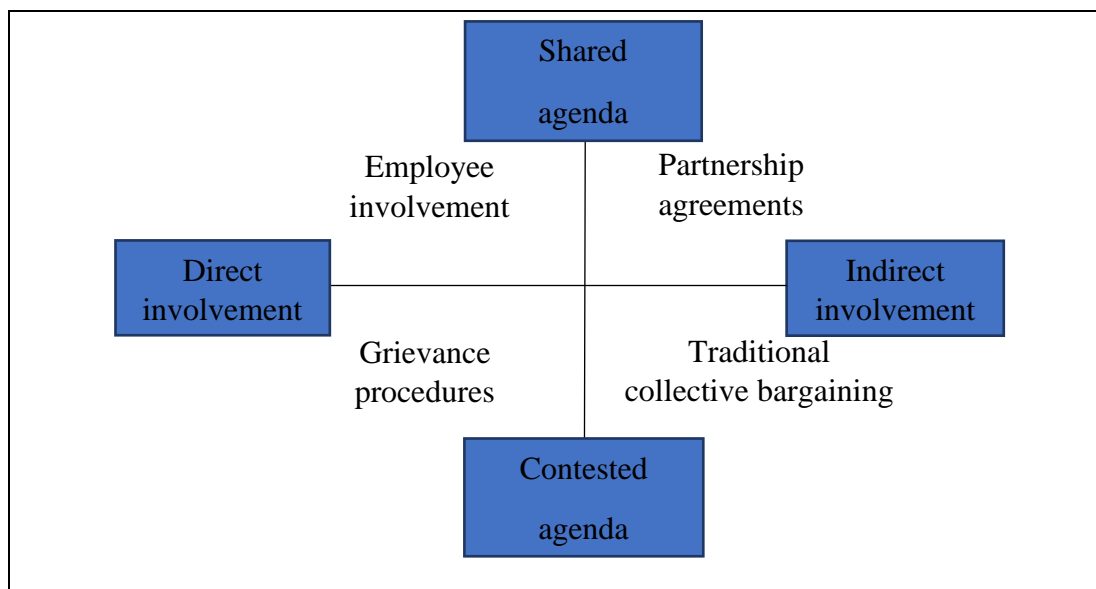 Shared
agenda
Employee
involvement
Partnership
agreements
Direct
involvement
Indirect
involvement
Grievance
procedures
Traditional
collective bargaining
Contested
agenda